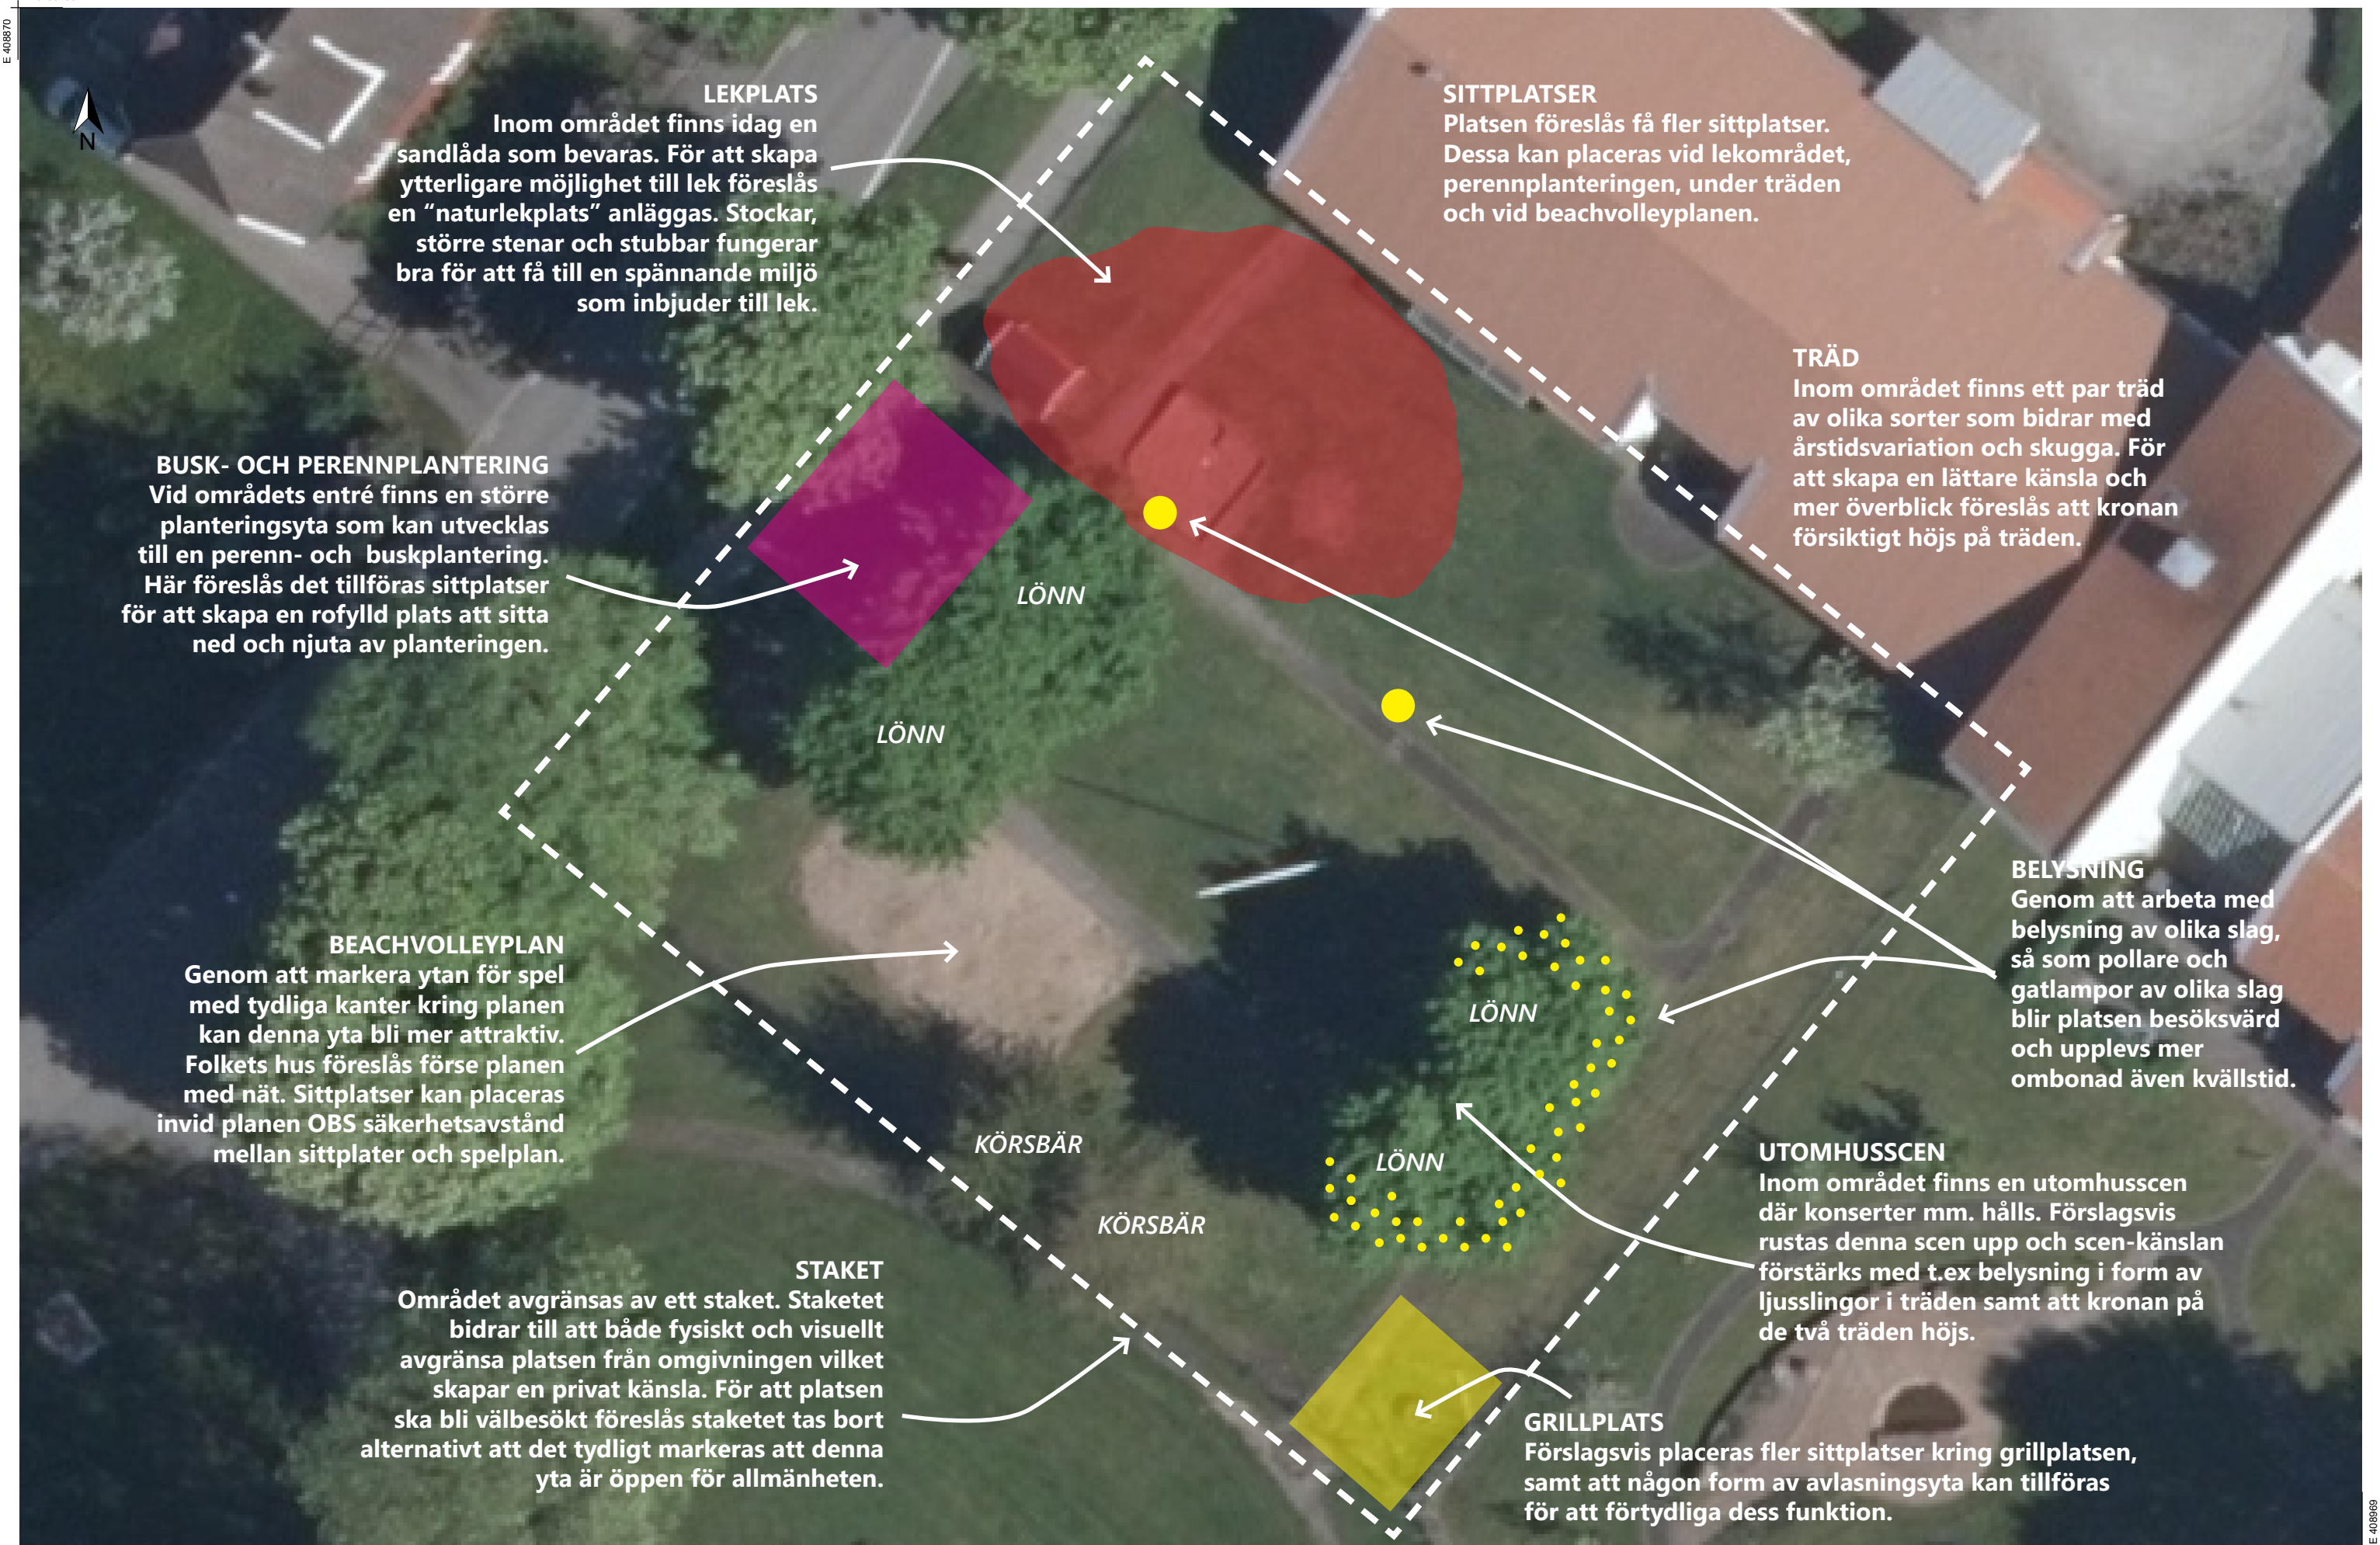 E 408870
N
LEKPLATS
Inom området finns idag en
sandlåda som bevaras. För att skapa
ytterligare möjlighet till lek föreslås
en “naturlekplats” anläggas. Stockar,
större stenar och stubbar fungerar
bra för att få till en spännande miljö
som inbjuder till lek.
SITTPLATSER
Platsen föreslås få fler sittplatser.
Dessa kan placeras vid lekområdet,
perennplanteringen, under träden
och vid beachvolleyplanen.
TRÄD
Inom området finns ett par träd
av olika sorter som bidrar med
årstidsvariation och skugga. För
att skapa en lättare känsla och
mer överblick föreslås att kronan
försiktigt höjs på träden.
BUSK- OCH PERENNPLANTERING
Vid områdets entré finns en större
planteringsyta som kan utvecklas
till en perenn- och buskplantering.
Här föreslås det tillföras sittplatser
för att skapa en rofylld plats att sitta
ned och njuta av planteringen.
LÖNN
LÖNN
BELYSNING
Genom att arbeta med
belysning av olika slag,
så som pollare och
gatlampor av olika slag
blir platsen besöksvärd
och upplevs mer
ombonad även kvällstid.
BEACHVOLLEYPLAN
Genom att markera ytan för spel
med tydliga kanter kring planen
kan denna yta bli mer attraktiv.
Folkets hus föreslås förse planen
med nät. Sittplatser kan placeras
invid planen OBS säkerhetsavstånd
mellan sittplater och spelplan.
LÖNN
LÖNN
KÖRSBÄR
KÖRSBÄR
UTOMHUSSCEN
Inom området finns en utomhusscen
där konserter mm. hålls. Förslagsvis
rustas denna scen upp och scen-känslan
förstärks med t.ex belysning i form av
ljusslingor i träden samt att kronan på
de två träden höjs.
STAKET
Området avgränsas av ett staket. Staketet
bidrar till att både fysiskt och visuellt
avgränsa platsen från omgivningen vilket
skapar en privat känsla. För att platsen
ska bli välbesökt föreslås staketet tas bort
alternativt att det tydligt markeras att denna
yta är öppen för allmänheten.
GRILLPLATS
Förslagsvis placeras fler sittplatser kring grillplatsen,
samt att någon form av avlasningsyta kan tillföras
för att förtydliga dess funktion.
E 408969